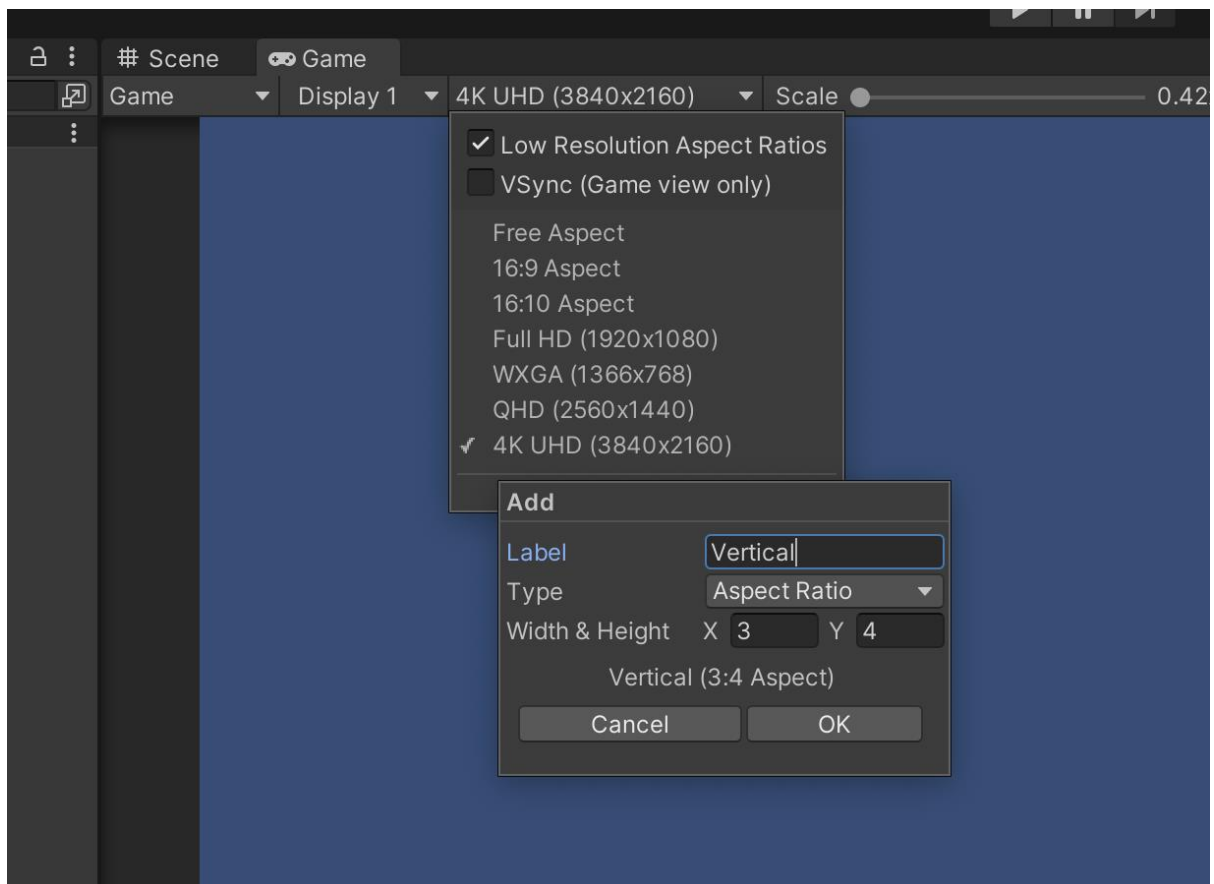 Scene Game
Game Display 1 4K UHD (3840x2160) Scale 0.42
Low Resolution Aspect Ratios
VSync (Game view only)
Free Aspect
16:9 Aspect
16:10 Aspect
Full HD (1920x1080)
WXGA (1366x768)
QHD (2560x1440)
4K UHD (3840x2160)
Add
Label Vertical
Type Aspect Ratio
Width & Height X 3 Y 4
Vertical (3:4 Aspect)
Cancel OK